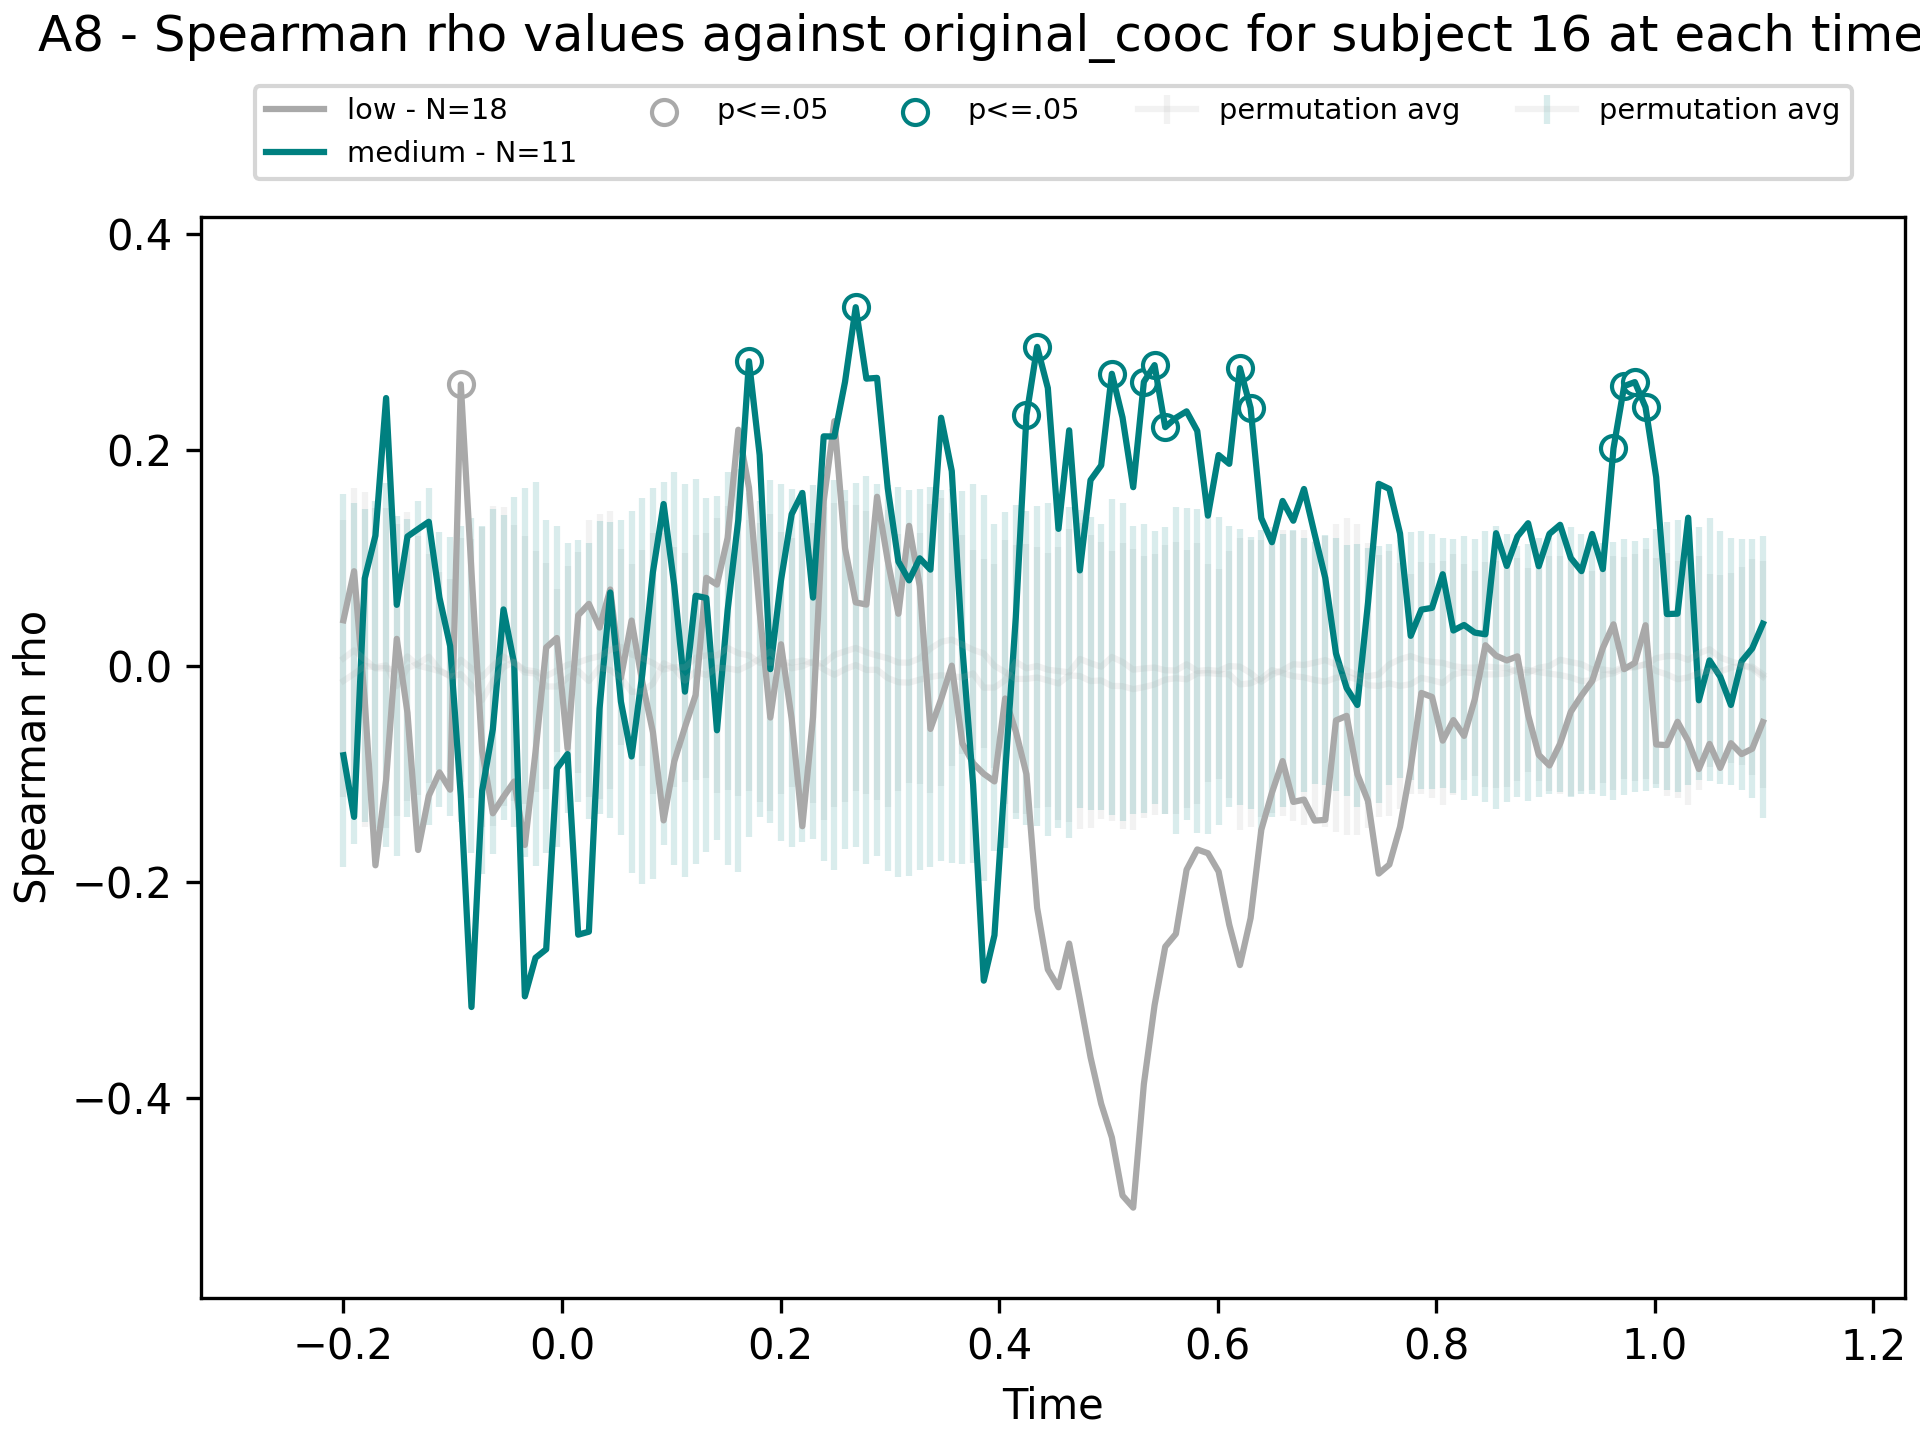 A8 - Spearman rho values against original_cooc for subject 16 at each time
low - N=18 p<=.05 p<=.05 permutation avg permutation avg
medium - N=11
0.4
0.2
0.0
−0.2
−0.4
Spearman rho
−0.2 0.0 0.2 0.4 0.6 0.8 1.0 1.2
Time